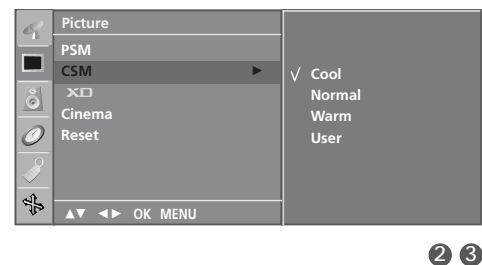 Picture
PSM
CSM ▶
XD
Cinema
Reset
▲▼ ◀▶ OK MENU
√ Cool
Normal
Warm
User
2 3